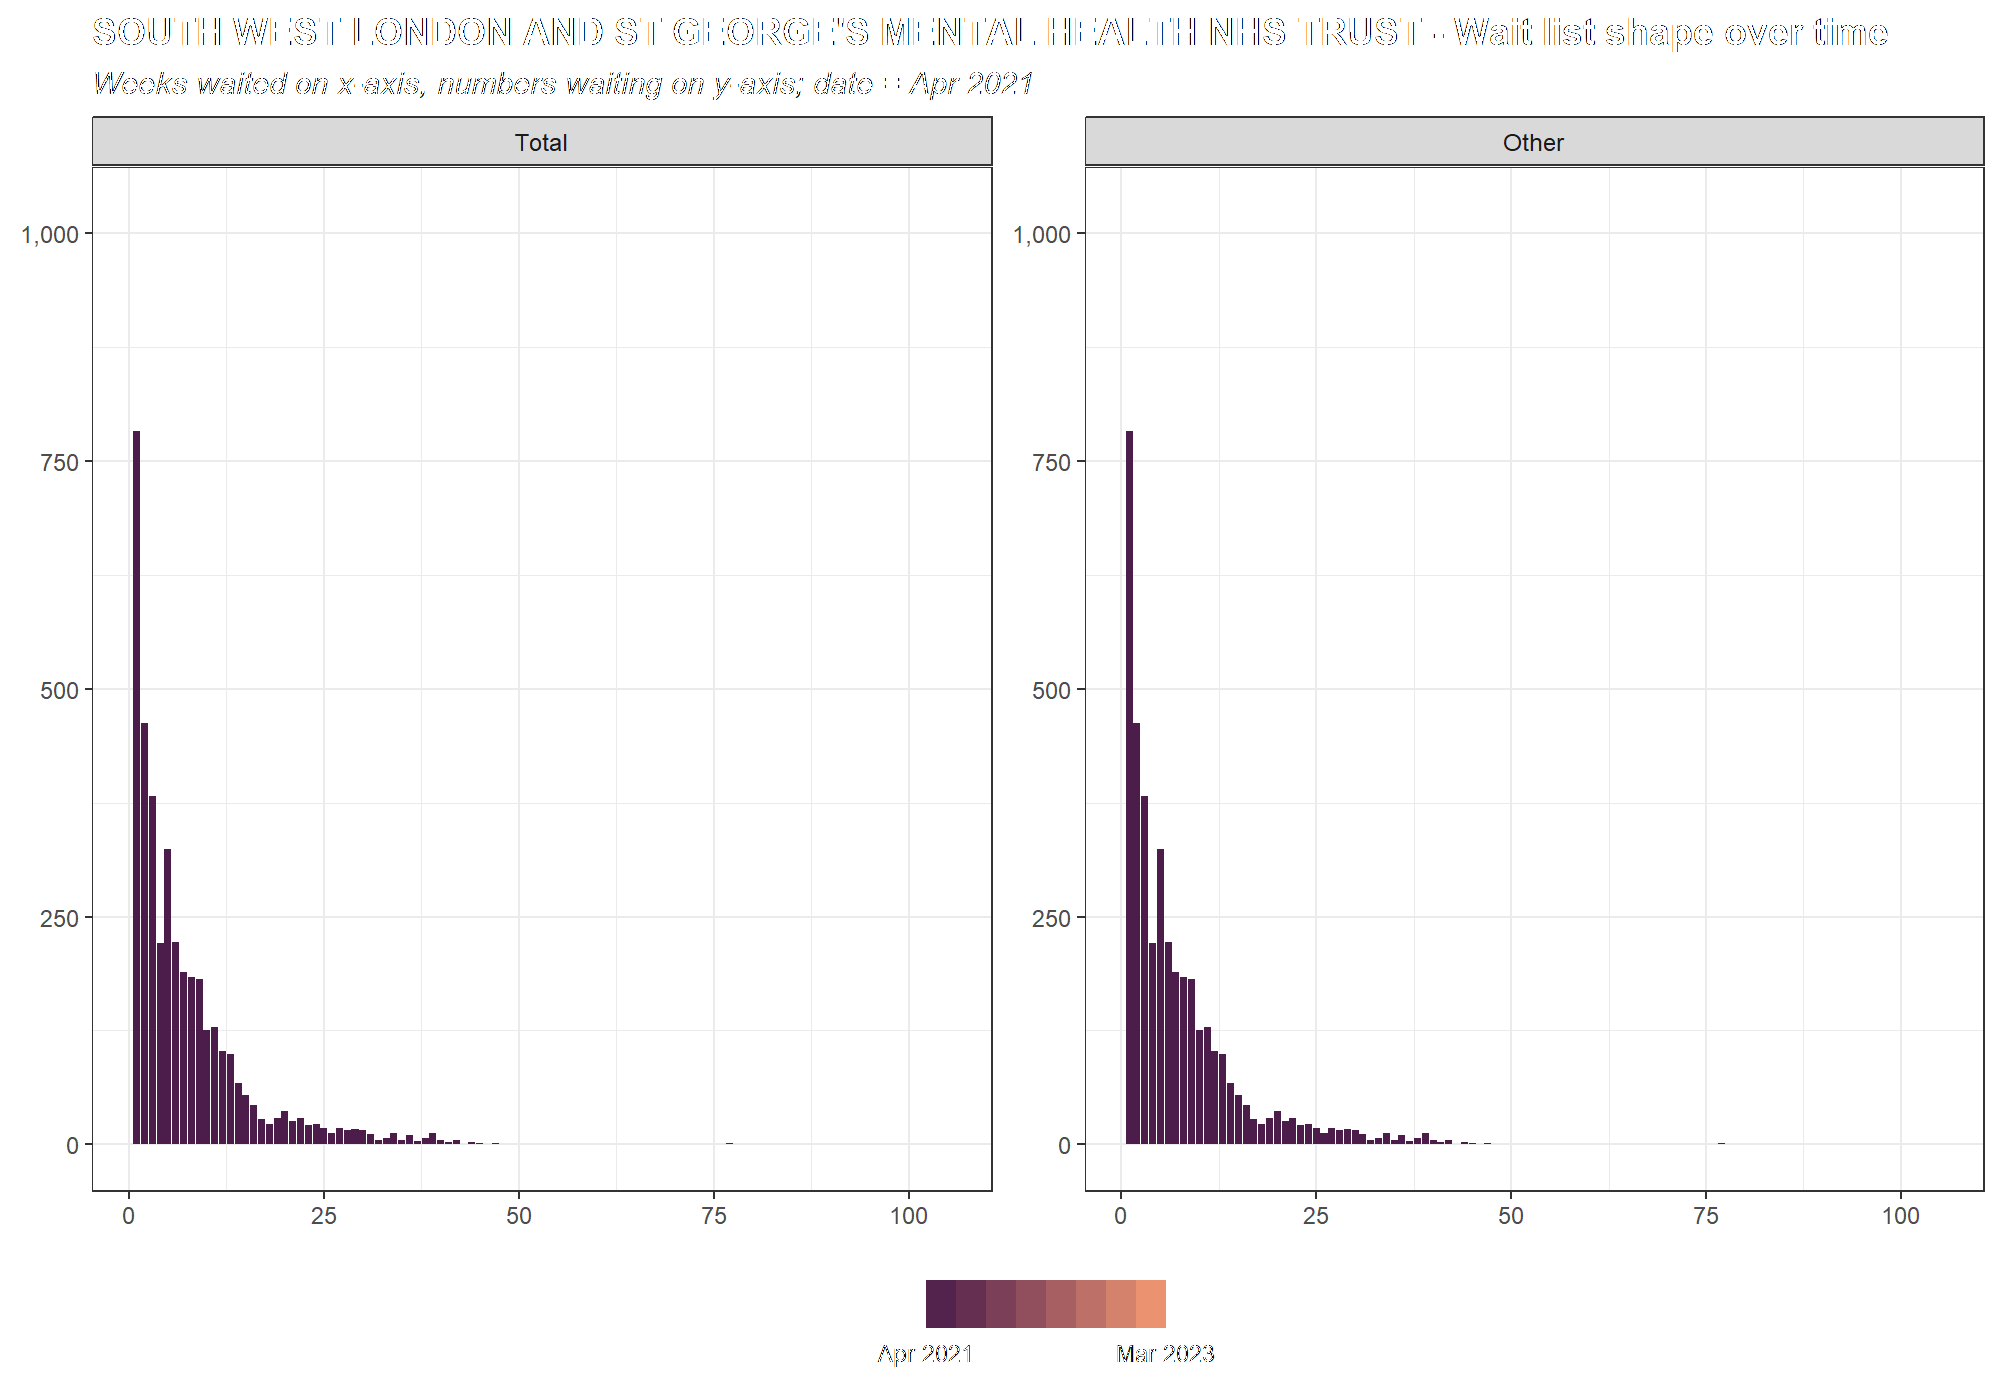 SOUTH WEST LONDON AND ST GEORGE'S MENTAL HEALTH NHS TRUST - Wait list shape over time
Weeks waited on x-axis, numbers waiting on y-axis; date = Apr 2021
Total
Other
1,000
750
500
250
0
1,000
750
500
250
0
0 25 50 75 100
0 25 50 75 100
Apr 2021
Mar 2023